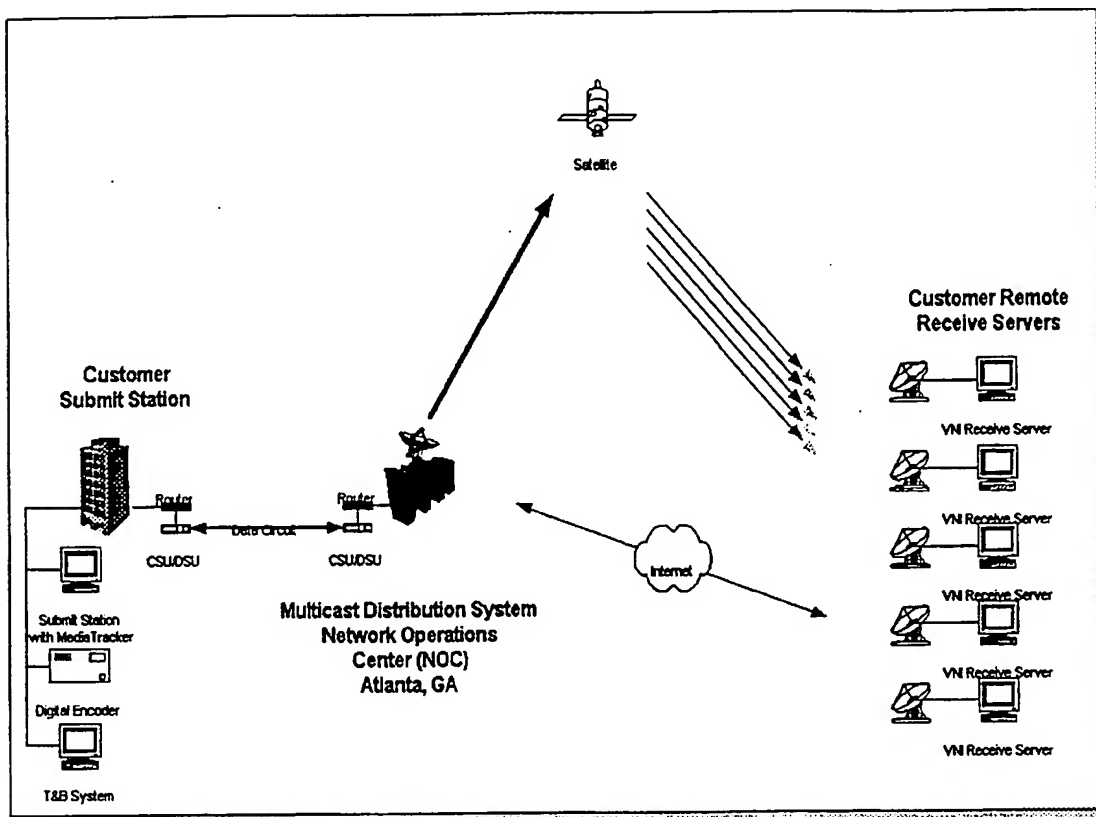 Satellite
Customer Remote
Receive Servers
VNI Receive Server
VNI Receive Server
VNI Receive Server
VNI Receive Server
VNI Receive Server
Customer
Submit Station
Router
CSU/DSU
Data Circuit
Router
CSU/DSU
Internet
Multicast Distribution System
Network Operations
Center (NOC)
Atlanta, GA
Submit Station
with MediaTracker
Digital Encoder
T&B System